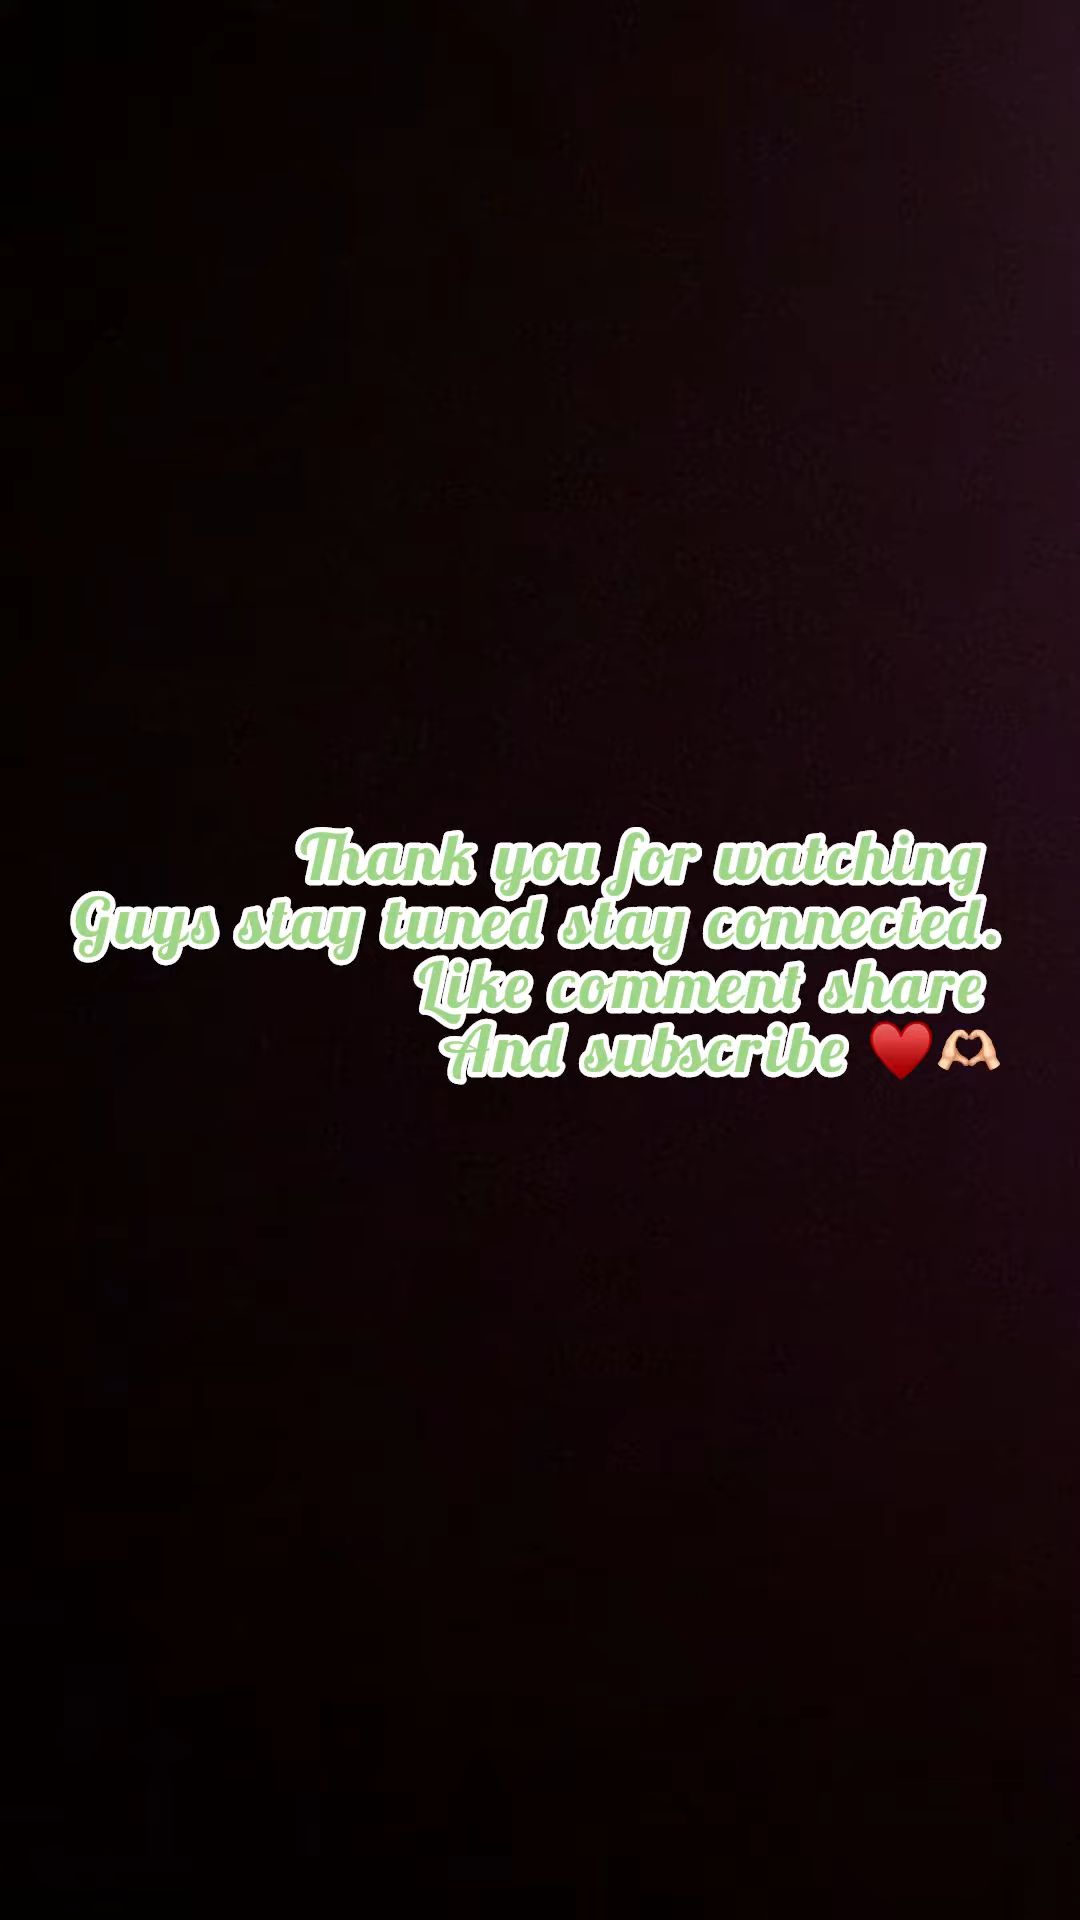 Thank you for watching
Guys stay tuned stay connected.
Like comment share
And subscribe ♥️🫶🏻